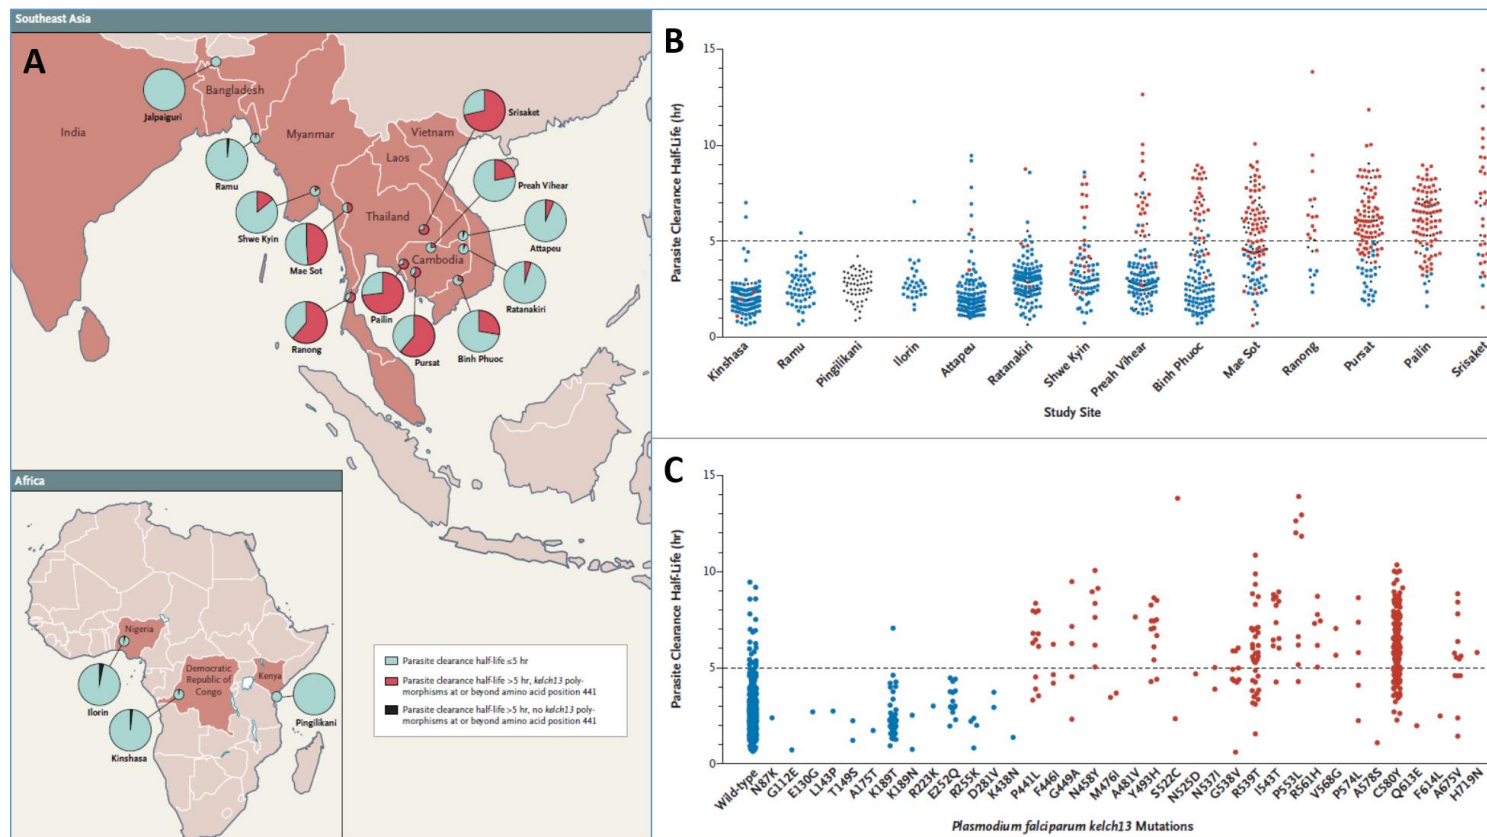 Southeast Asia
A
India
Bangladesh
Myanmar
Vietnam
Laos
Thailand
Cambodia
Jalpaiguri
Ramu
Shwe Kyin
Mae Sot
Ranong
Srisaket
Preah Vihear
Attapeu
Ratanakiri
Pailin
Pursat
Binh Phuoc
Africa
Nigeria
Democratic
Republic of
Congo
Kenya
Ilorin
Kinshasa
Pingilikani
Parasite clearance half-life ≤5 hr
Parasite clearance half-life >5 hr, kelch13 poly-
morphisms at or beyond amino acid position 441
Parasite clearance half-life >5 hr, no kelch13 poly-
morphisms at or beyond amino acid position 441
B
Parasite Clearance Half-Life (hr)
15
10
5
0
Kinshasa
Ramu
Pingilikani
Ilorin
Attapeu
Ratanakiri
Shwe Kyin
Preah Vihear
Binh Phuoc
Mae Sot
Ranong
Pursat
Pailin
Srisaket
Study Site
C
Parasite Clearance Half-Life (hr)
15
10
5
0
Wild-type
N87K
G112E
E130G
L143P
T149S
A175T
K189T
K189N
R223K
E252Q
R255K
D281V
K438N
P441L
F446I
G449A
N458Y
M476I
A481V
Y493H
S522C
N525D
N537I
G538V
R539T
I543T
P553L
R561H
V568G
P574L
A578S
C580Y
Q613E
F614L
A675V
H719N
Plasmodium falciparum kelch13 Mutations